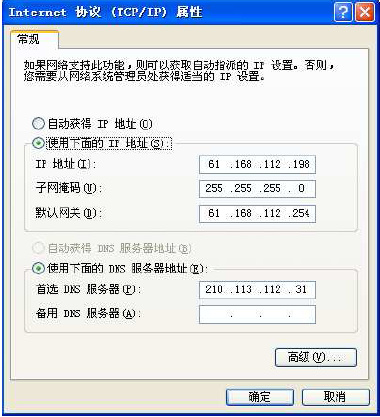 Internet 协议 (TCP/IP) 属性
常规
如果网络支持此功能，则可以获取自动指派的 IP 设置。否则，
您需要从网络系统管理员处获得适当的 IP 设置。
自动获得 IP 地址(O)
使用下面的 IP 地址(S):
IP 地址(I): 61 .168 .112 .198
子网掩码(U): 255 .255 .255 . 0
默认网关(D): 61 .168 .112 .254
自动获得 DNS 服务器地址(B)
使用下面的 DNS 服务器地址(E):
首选 DNS 服务器(P): 210 .113 .112 . 31
备用 DNS 服务器(A): . . .
高级(V)...
确定 取消